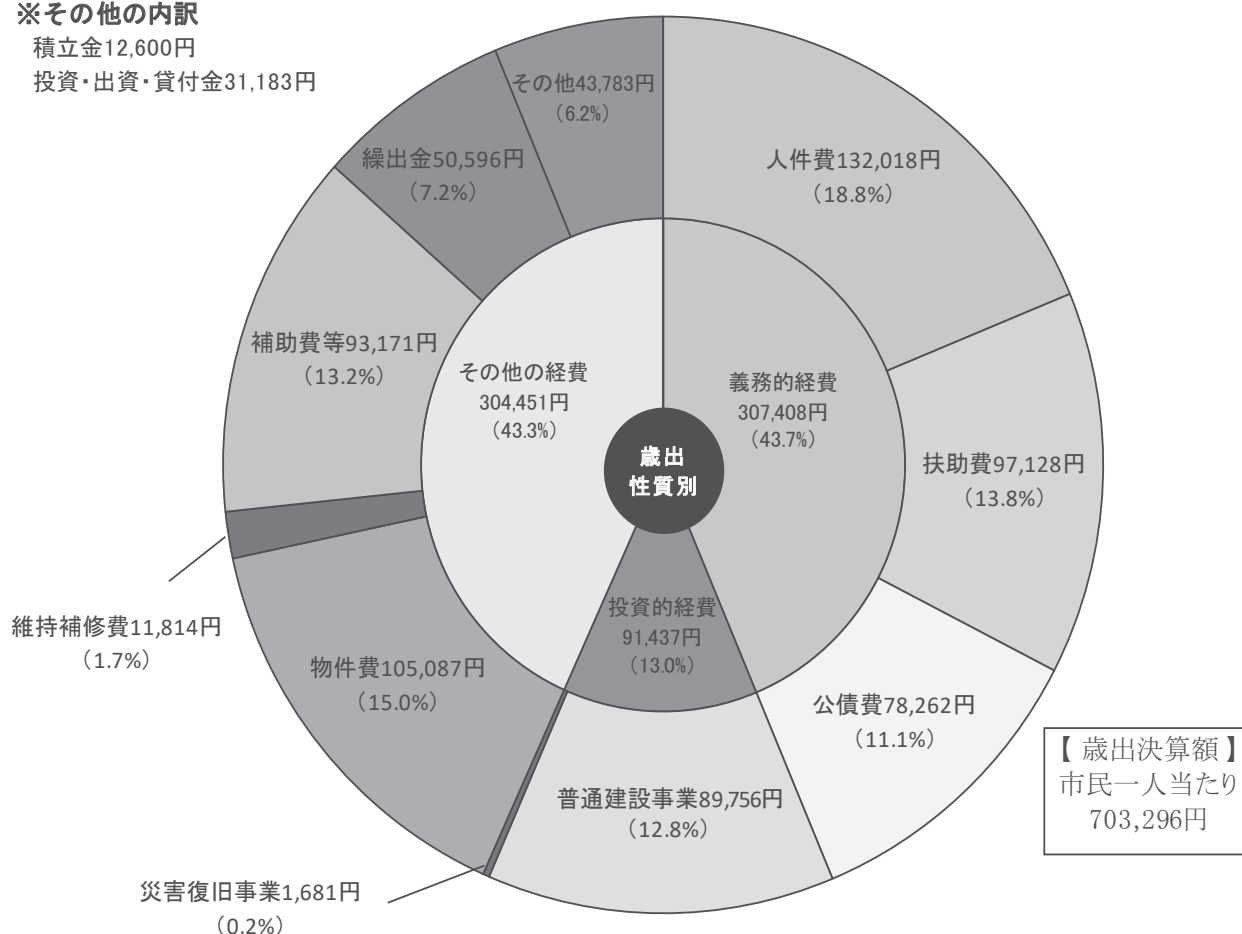 ※その他の内訳
積立金12,600円
投資・出資・貸付金31,183円
その他43,783円
（6.2%）
繰出金50,596円
（7.2%）
人件費132,018円
（18.8%）
補助費等93,171円
（13.2%）
その他の経費
304,451円
（43.3%）
義務的経費
307,408円
（43.7%）
歳出
性質別
扶助費97,128円
（13.8%）
投資的経費
91,437円
（13.0%）
維持補修費11,814円
（1.7%）
物件費105,087円
（15.0%）
公債費78,262円
（11.1%）
普通建設事業89,756円
（12.8%）
災害復旧事業1,681円
（0.2%）
【 歳出決算額 】
市民一人当たり
703,296円